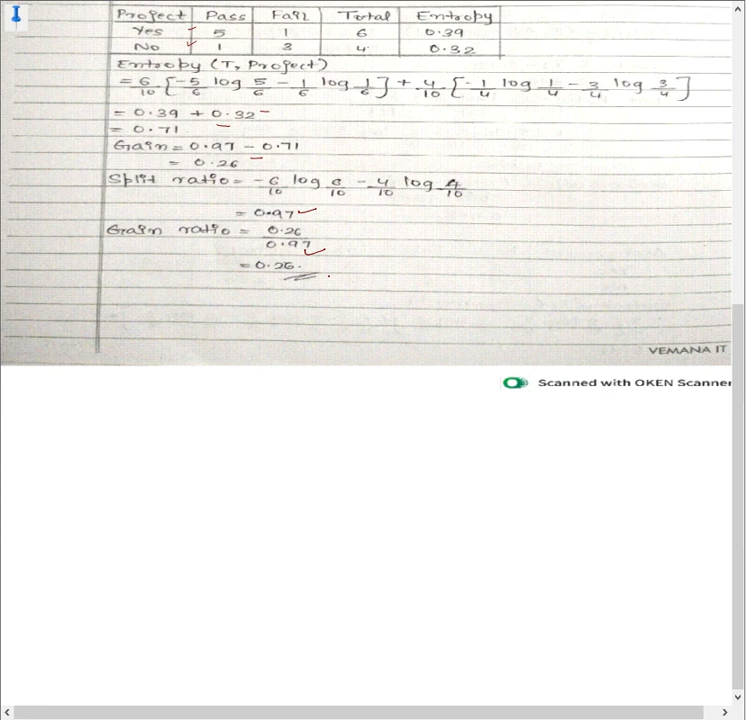 Project Pass Fail Total Entropy
Yes 5 1 6 0.39
No 1 3 4 0.32
Entropy (T, Project)
= 6/10 [-5/6 log 5/6 - 1/6 log 1/6] + 4/10 [-1/4 log 1/4 - 3/4 log 3/4]
= 0.39 + 0.32
= 0.71
Gain = 0.97 - 0.71
= 0.26
Split ratio = -6/10 log 6/10 - 4/10 log 4/10
= 0.97
Gain ratio = 0.26/0.97
= 0.26.
VEMANA IT
Scanned with OKEN Scanner